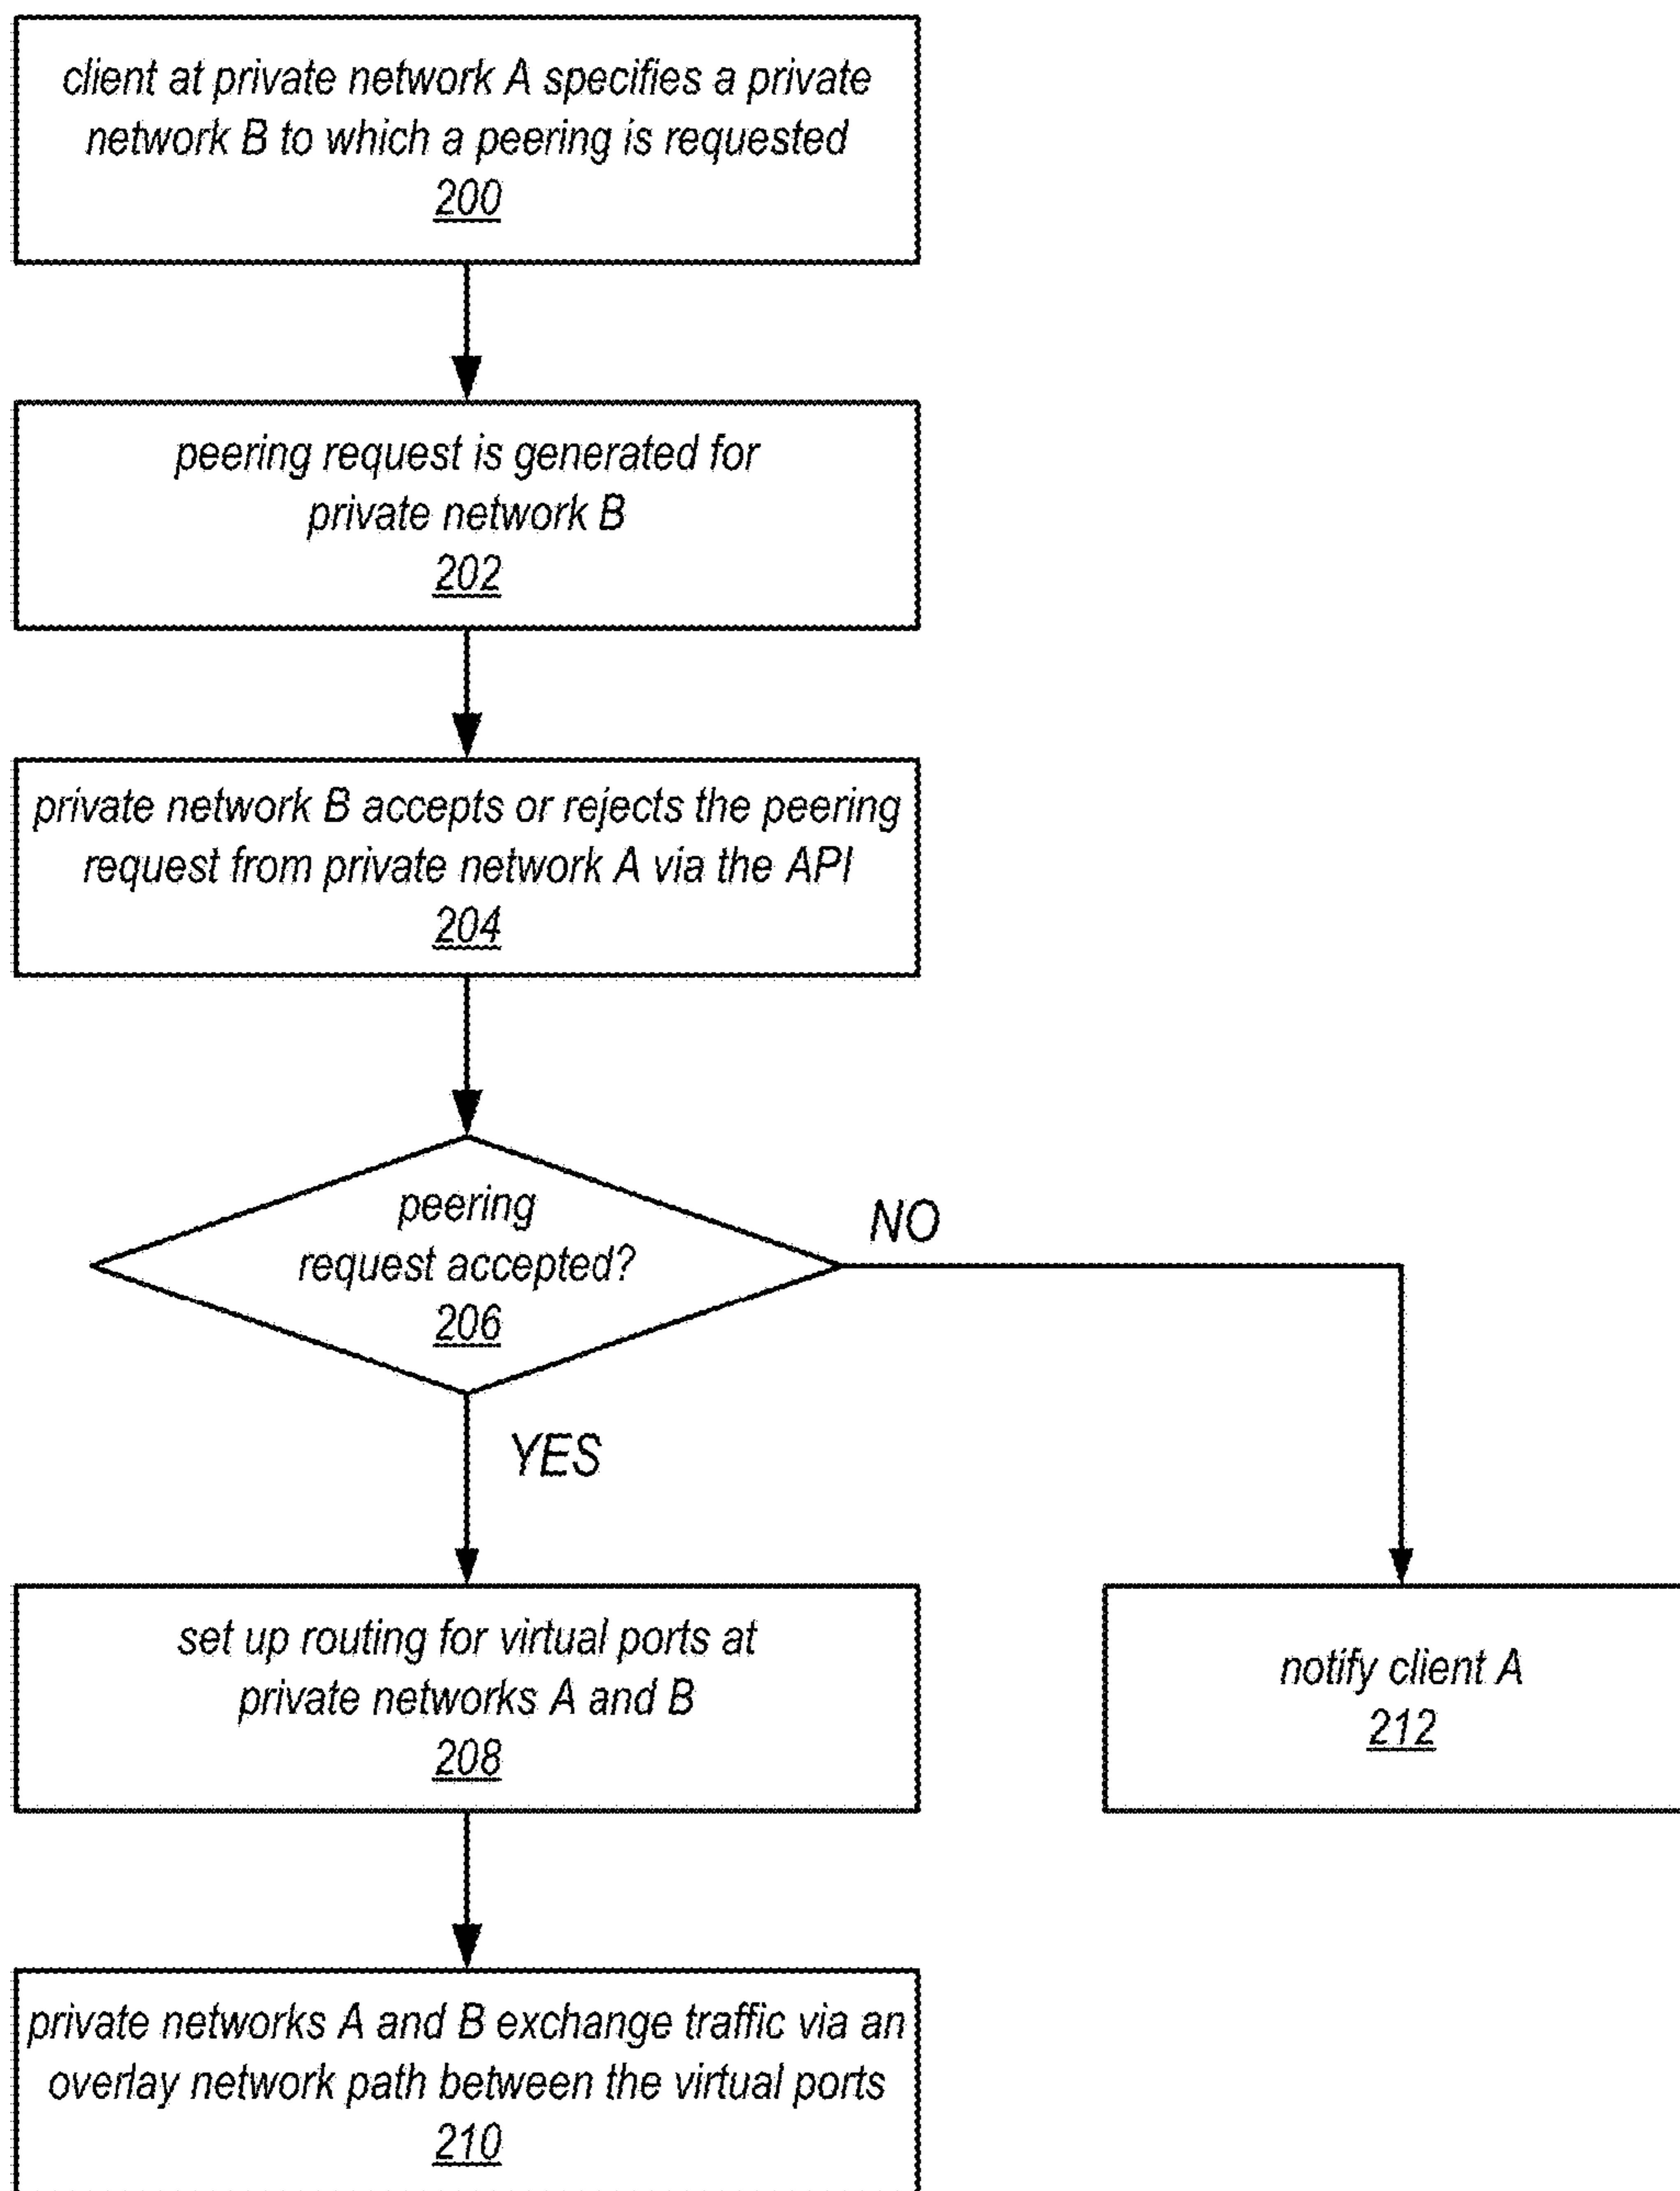 client at private network A specifies a private
network B to which a peering is requested
200
peering request is generated for
private network B
202
private network B accepts or rejects the peering
request from private network A via the API
204
peering
request accepted?
206
NO
YES
set up routing for virtual ports at
private networks A and B
208
notify client A
212
private networks A and B exchange traffic via an
overlay network path between the virtual ports
210